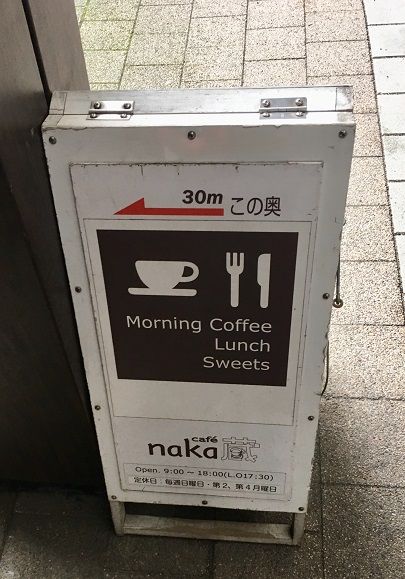 30m この奥
Morning Coffee
Lunch
Sweets
café
naka蔵
Open. 9:00 ~ 18:00(L.O17:30)
定休日:毎週日曜日・第2、第4月曜日